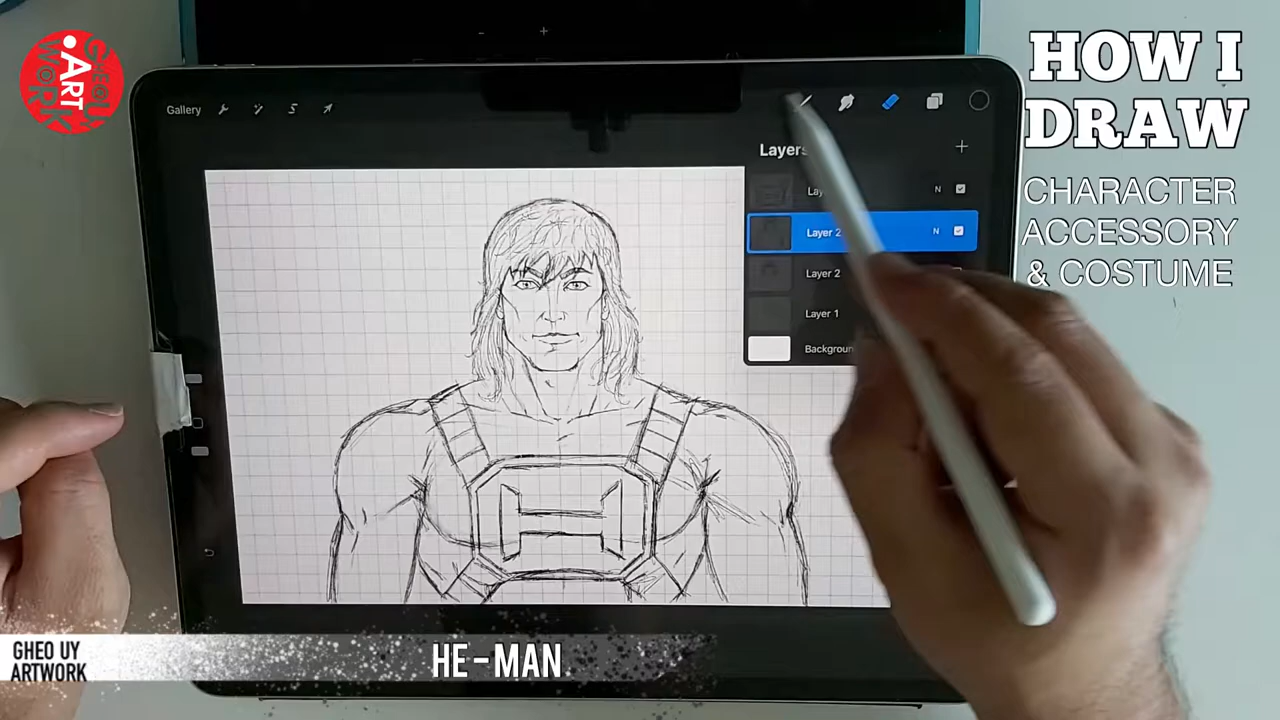 GHEOUY
.ART
WORK
HOW I
DRAW
CHARACTER
ACCESSORY
& COSTUME
Gallery
Layers
N
Layer 2
N
Layer 2
Layer 1
H
GHEO UY
ARTWORK
HE-MAN